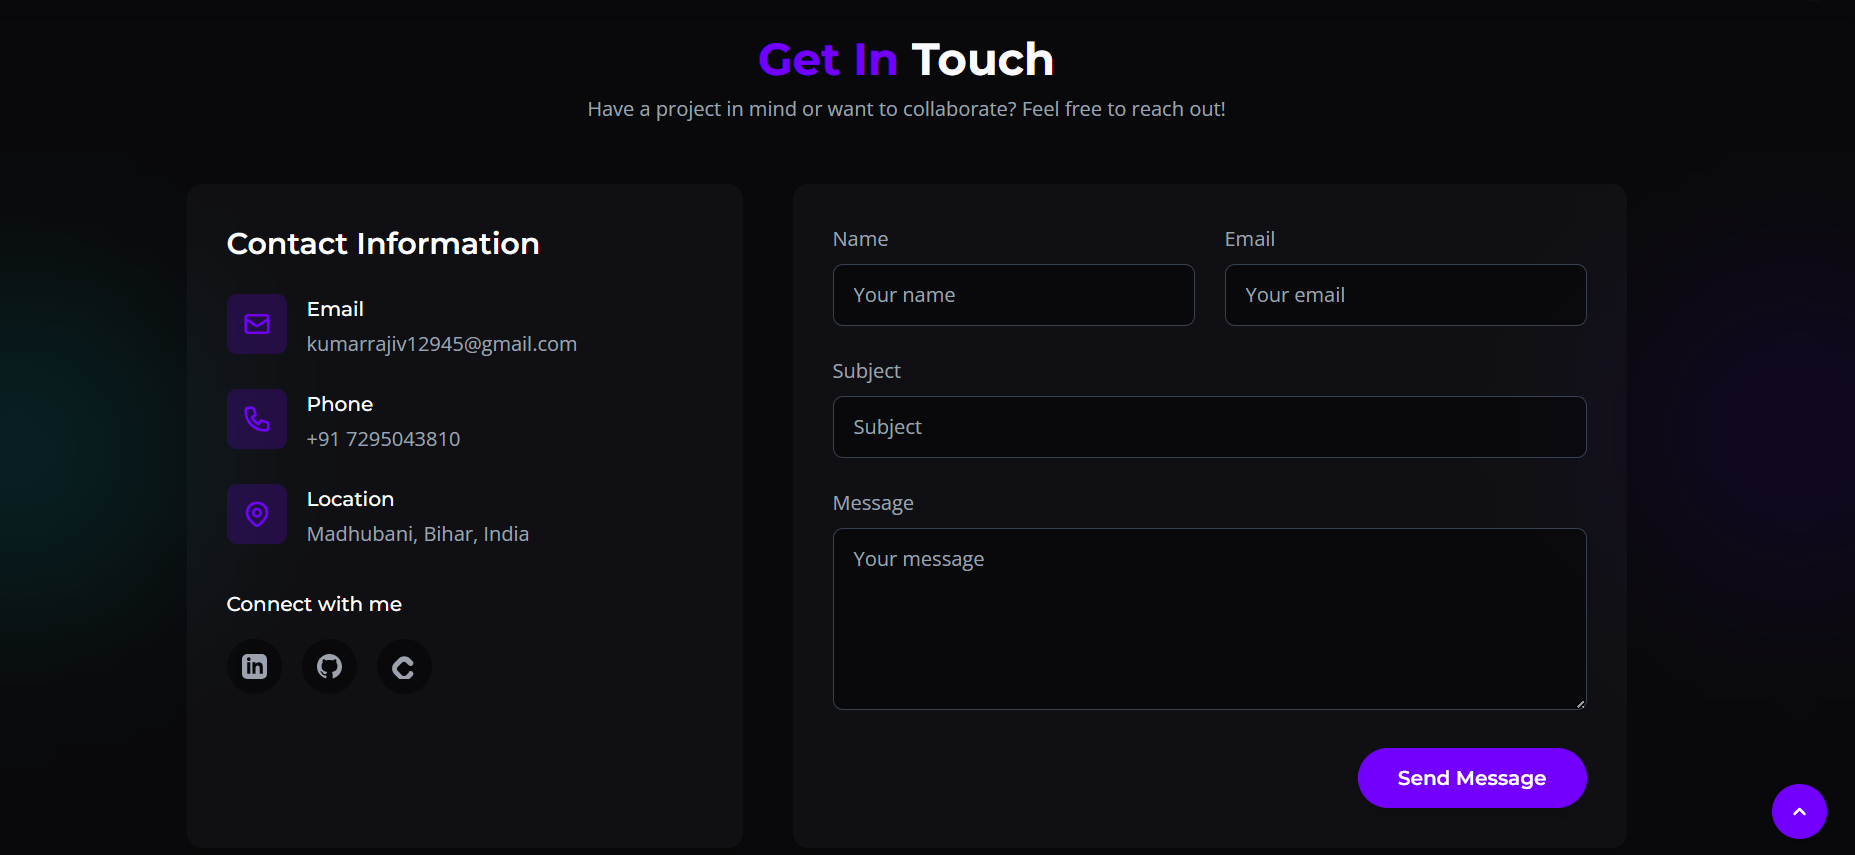 Get In Touch
Have a project in mind or want to collaborate? Feel free to reach out!
Contact Information
Email
kumarrajiv12945@gmail.com
Phone
+91 7295043810
Location
Madhubani, Bihar, India
Connect with me
Name
Your name
Email
Your email
Subject
Subject
Message
Your message
Send Message